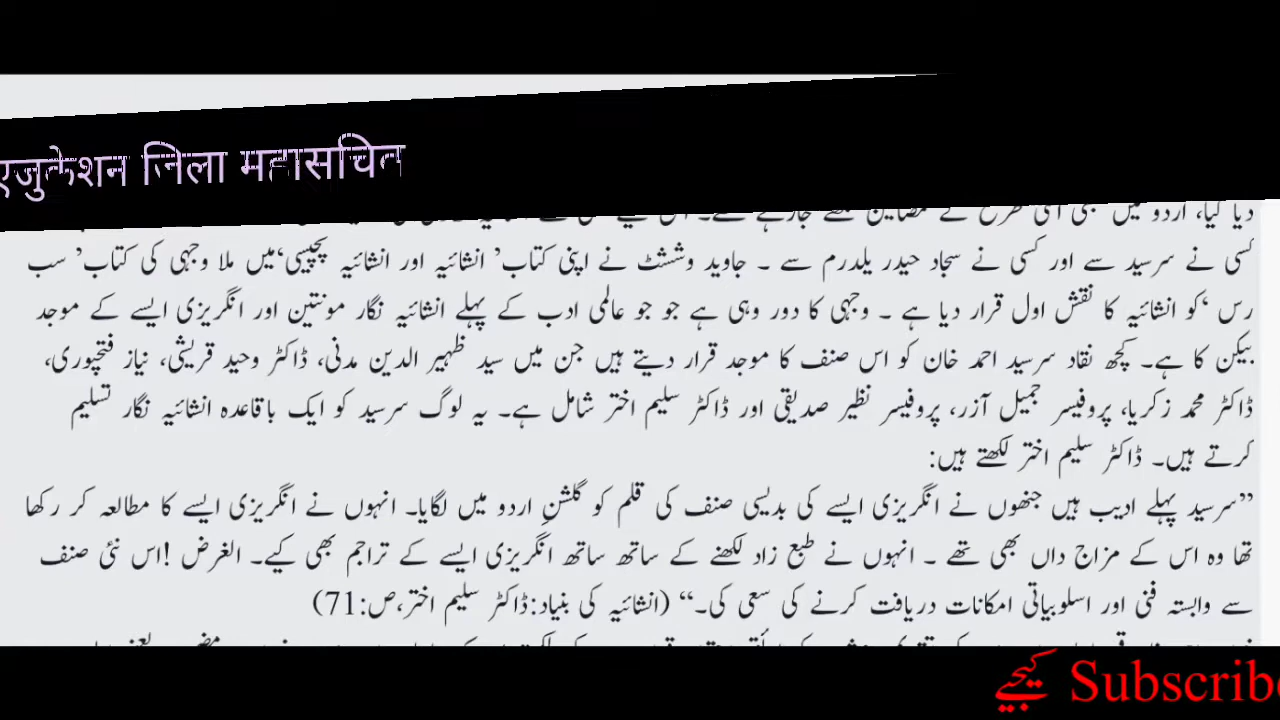 एजुकेशन जिला महासचित
دیا گیا، اردو میں بھی اسی طرح کے مضامین لکھے جارہے تھے۔
کسی نے سرسید سے اور کسی نے سجاد حیدر یلدرم سے ۔ جاوید وششٹ نے اپنی کتاب’ انشائیہ اور انشائیہ پچیسی‘میں ملا وجہی کی کتاب’ سب
رس ‘کو انشائیہ کا نقش اول قرار دیا ہے ۔ وجہی کا دور وہی ہے جو جو عالمی ادب کے پہلے انشائیہ نگار مونتین اور انگریزی ایسے کے موجد
بیکن کا ہے۔ کچھ نقاد سرسید احمد خان کو اس صنف کا موجد قرار دیتے ہیں جن میں سید ظہیر الدین مدنی، ڈاکٹر وحید قریشی، نیاز فتحپوری،
ڈاکٹر محمد زکریا، پروفیسر جمیل آزر، پروفیسر نظیر صدیقی اور ڈاکٹر سلیم اختر شامل ہے۔ یہ لوگ سرسید کو ایک باقاعدہ انشائیہ نگار تسلیم
کرتے ہیں۔ ڈاکٹر سلیم اختر لکھتے ہیں:
”سرسید پہلے ادیب ہیں جنھوں نے انگریزی ایسے کی بدیسی صنف کی قلم کو گلشنِ اردو میں لگایا۔ انہوں نے انگریزی ایسے کا مطالعہ کر رکھا
تھا وہ اس کے مزاج داں بھی تھے ۔ انہوں نے طبع زاد لکھنے کے ساتھ ساتھ انگریزی ایسے کے تراجم بھی کیے۔ الغرض !اس نئی صنف
سے وابستہ فنی اور اسلوبیاتی امکانات دریافت کرنے کی سعی کی۔“ (انشائیہ کی بنیاد:ڈاکٹر سلیم اختر،ص:71)
Subscribe کیجیے